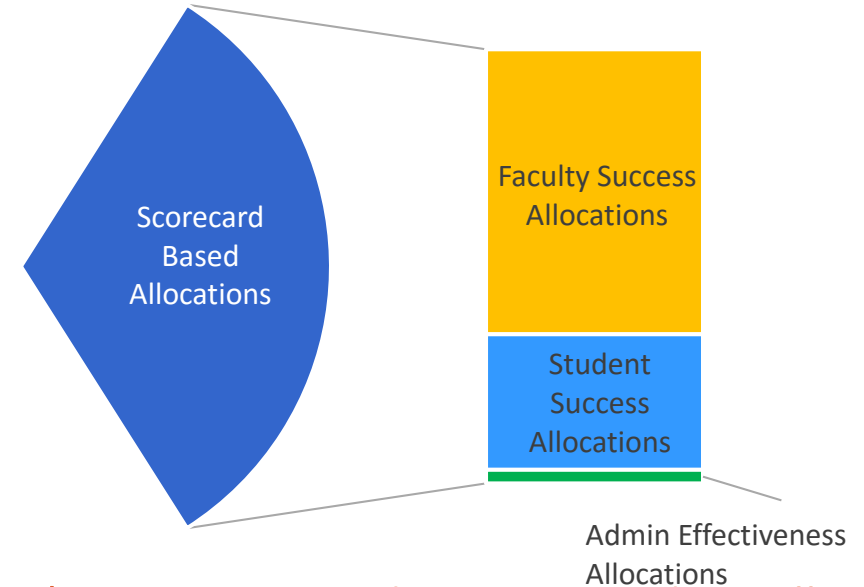 Scorecard
Based
Allocations
Faculty Success
Allocations
Student
Success
Allocations
Admin Effectiveness
Allocations